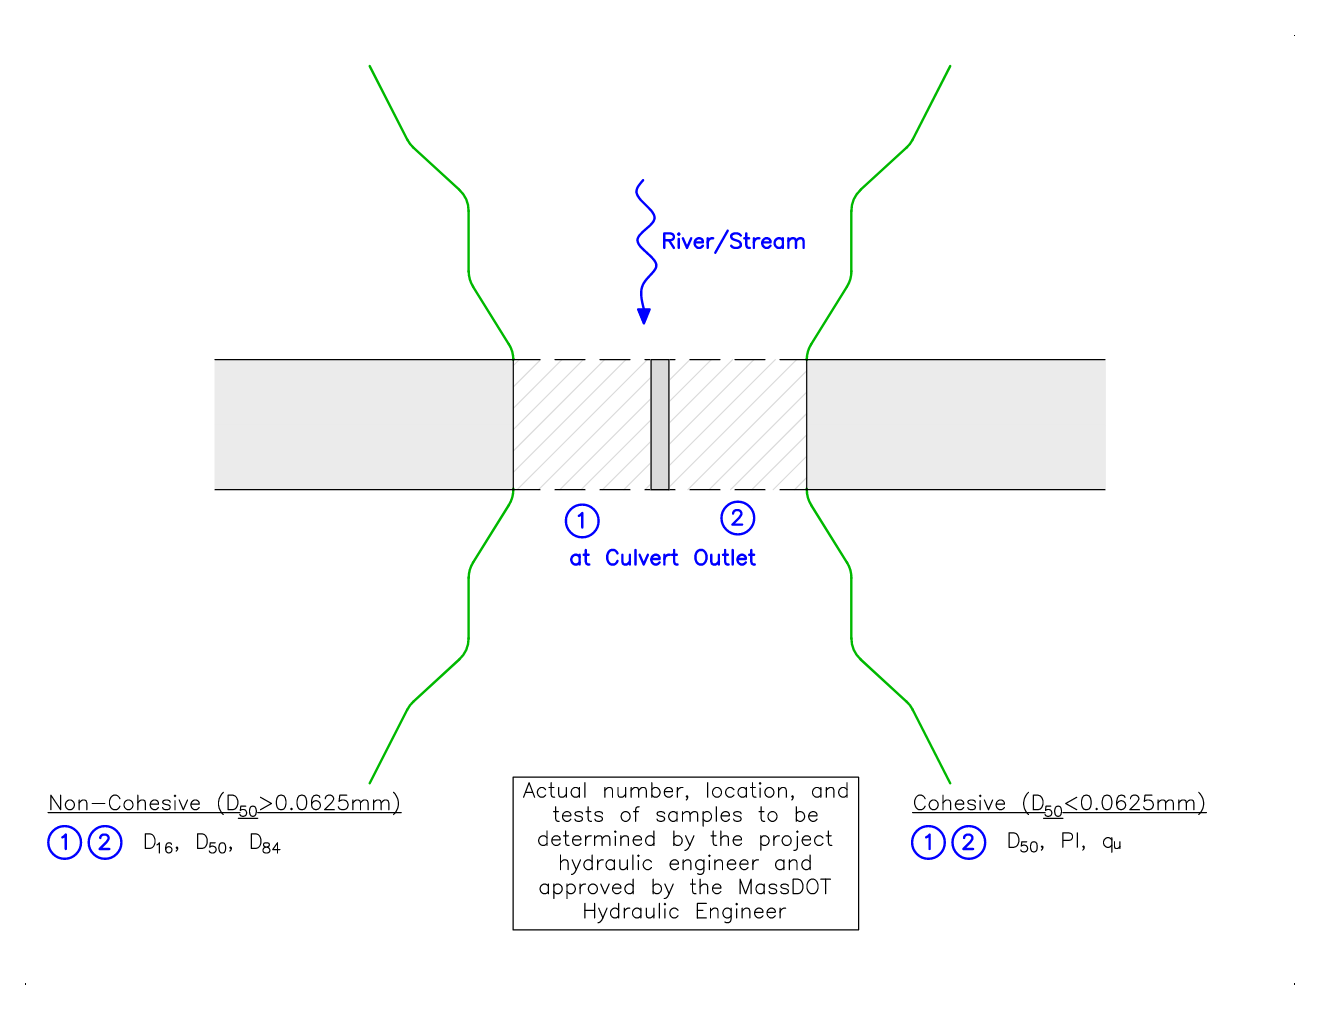 River/Stream
1 2
at Culvert Outlet
Non-Cohesive (D50>0.0625mm)
1 2 D16, D50, D84
Actual number, location, and
tests of samples to be
determined by the project
hydraulic engineer and
approved by the MassDOT
Hydraulic Engineer
Cohesive (D50<0.0625mm)
1 2 D50, PI, qu